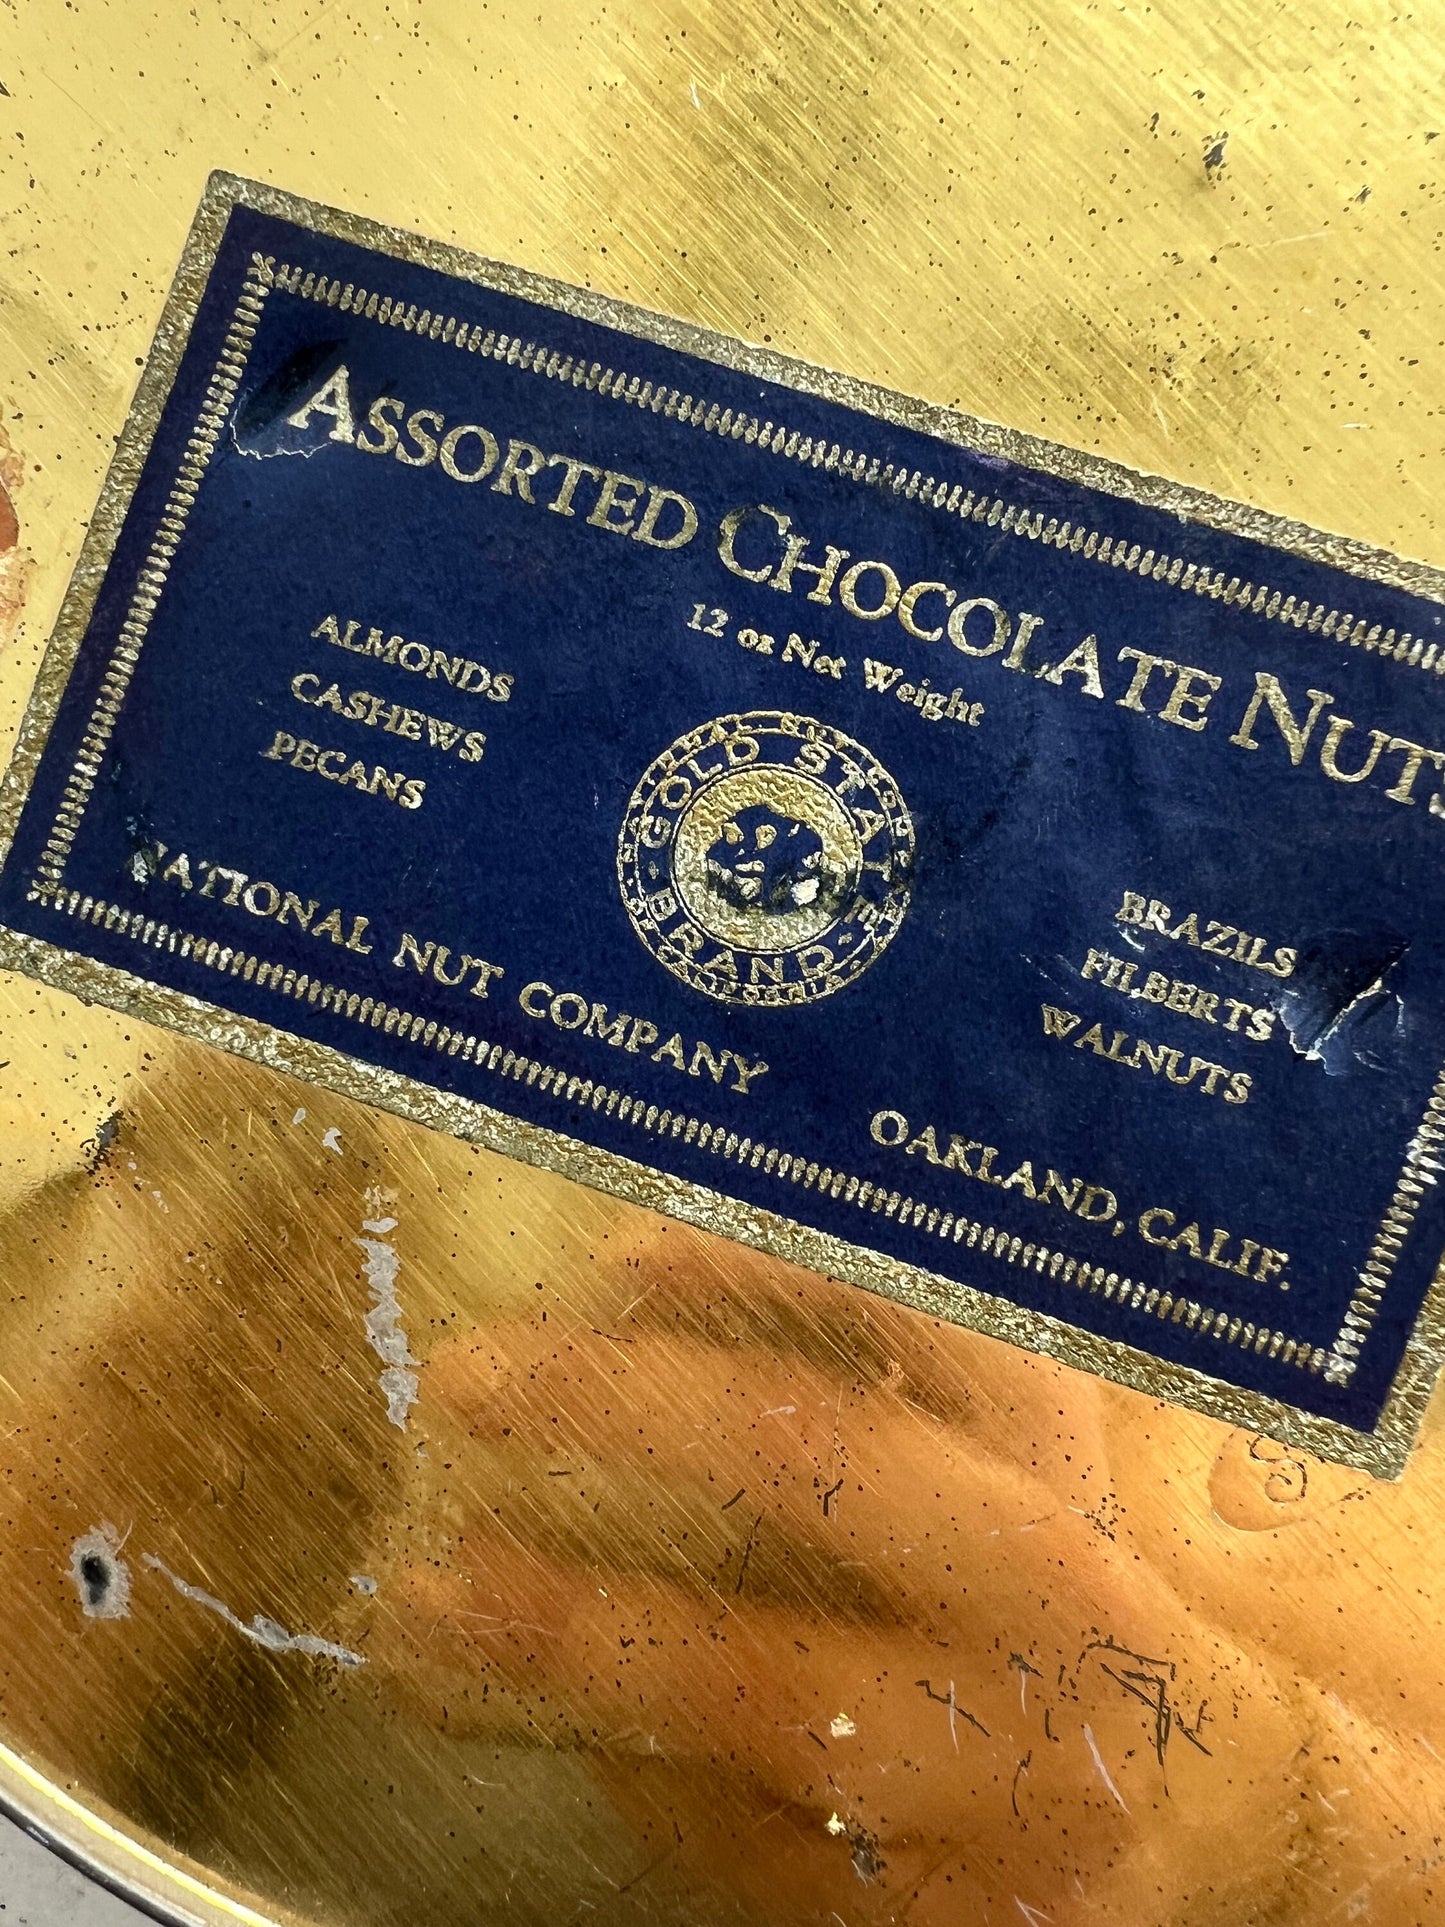 ASSORTED CHOCOLATE NUTS
12 oz Net Weight
ALMONDS
CASHEWS
PECANS
GOLD STATE
BRAND
BRAZILS
FILBERTS
WALNUTS
NATIONAL NUT COMPANY
OAKLAND, CALIF.